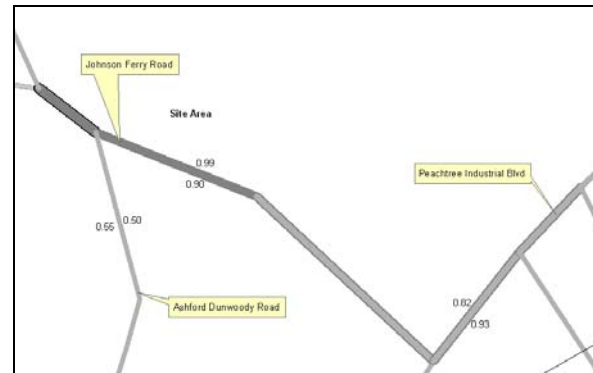 Johnson Ferry Road
Site Area
0.99
0.90
Peachtree Industrial Blvd
0.55
0.50
Ashford Dunwoody Road
0.82
0.93